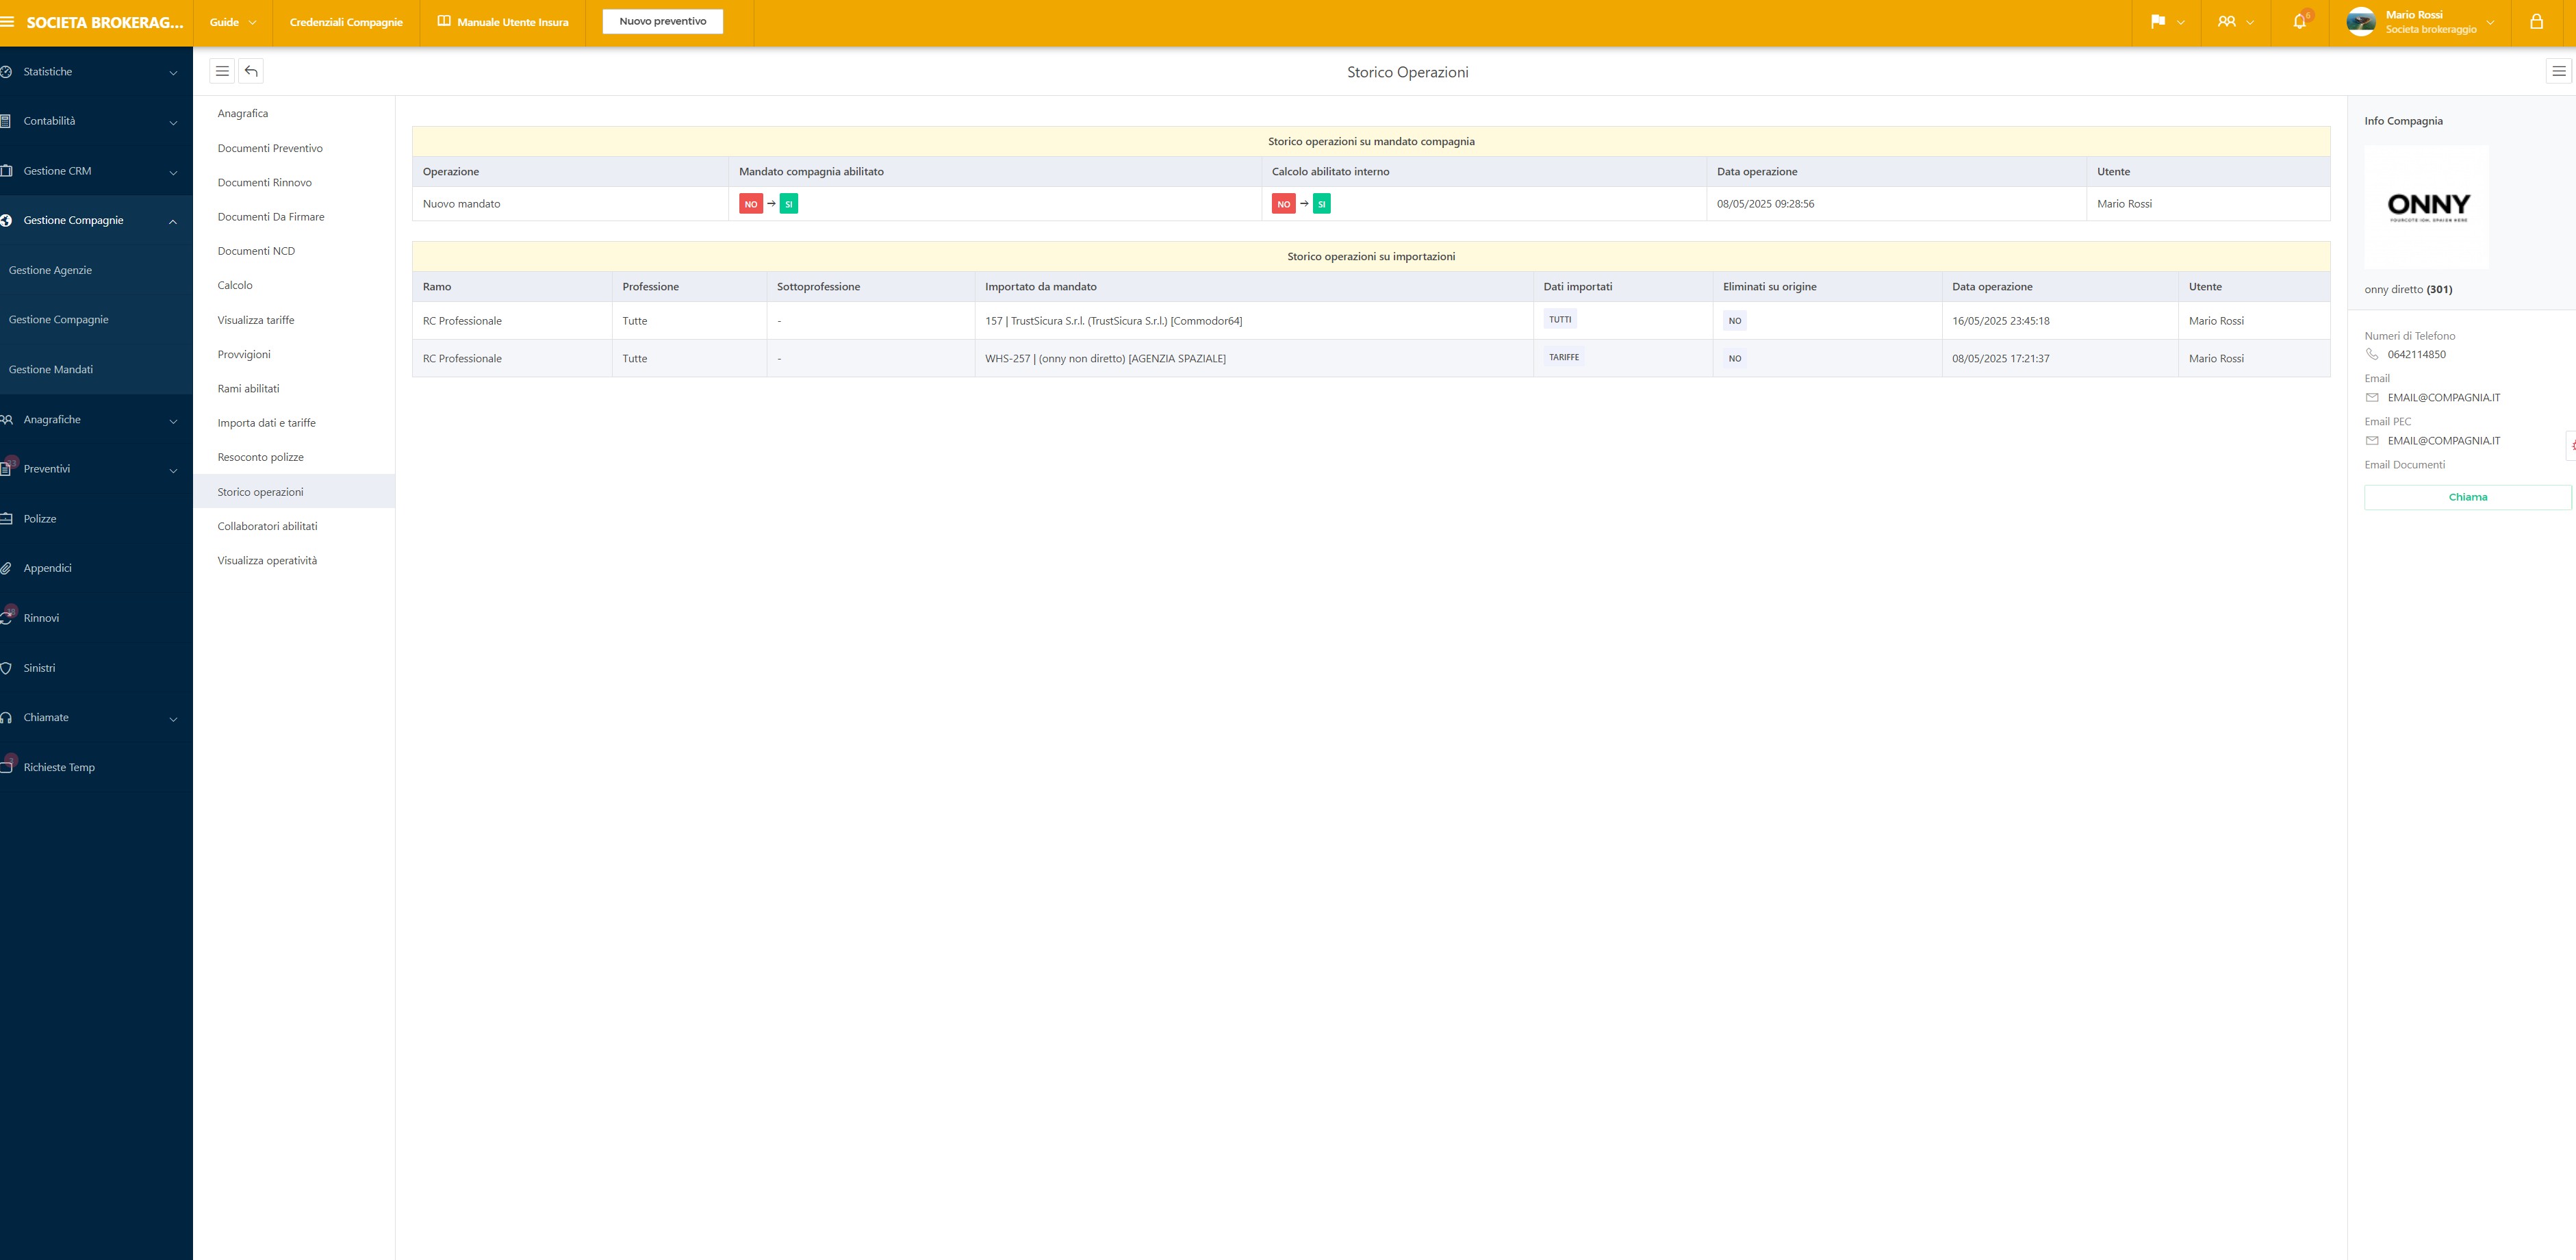 SOCIETA BROKERAG...
Guide
Credenziali Compagnie
Manuale Utente Insura
Nuovo preventivo
6
Mario Rossi
Societa brokeraggio
Statistiche
Contabilità
Gestione CRM
Gestione Compagnie
Gestione Agenzie
Gestione Compagnie
Gestione Mandati
Anagrafiche
Preventivi
Polizze
Appendici
Rinnovi
Sinistri
Chiamate
Richieste Temp
Storico Operazioni
Anagrafica
Documenti Preventivo
Documenti Rinnovo
Documenti Da Firmare
Documenti NCD
Calcolo
Visualizza tariffe
Provvigioni
Rami abilitati
Importa dati e tariffe
Resoconto polizze
Storico operazioni
Collaboratori abilitati
Visualizza operatività
Storico operazioni su mandato compagnia
Operazione Mandato compagnia abilitato Calcolo abilitato interno Data operazione Utente
Nuovo mandato NO → SI NO → SI 08/05/2025 09:28:56 Mario Rossi
Storico operazioni su importazioni
Ramo Professione Sottoprofessione Importato da mandato Dati importati Eliminati su origine Data operazione Utente
RC Professionale Tutte - 157 | TrustSicura S.r.l. (TrustSicura S.r.l.) [Commodor64] TUTTI NO 16/05/2025 23:45:18 Mario Rossi
RC Professionale Tutte - WHS-257 | (onny non diretto) [AGENZIA SPAZIALE] TARIFFE NO 08/05/2025 17:21:37 Mario Rossi
Info Compagnia
ONNY
onny diretto (301)
Numeri di Telefono
0642114850
Email
EMAIL@COMPAGNIA.IT
Email PEC
EMAIL@COMPAGNIA.IT
Email Documenti
Chiama